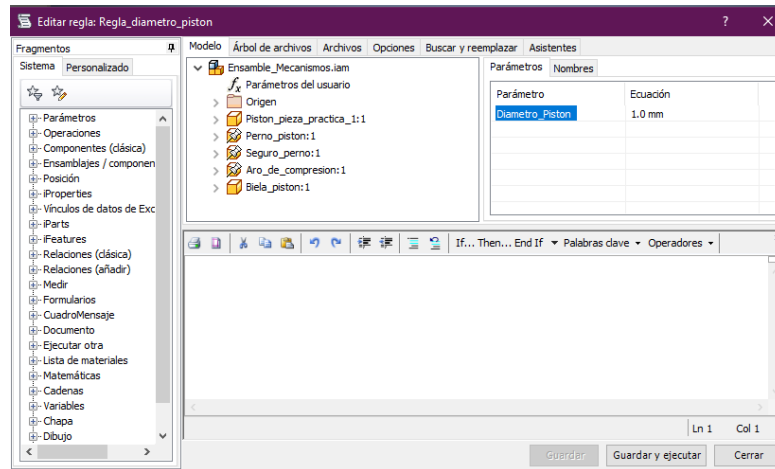 Editar regla: Regla_diametro_piston
Fragmentos
Sistema Personalizado
Parámetros
Operaciones
Componentes (clásica)
Ensamblajes / componen
Posición
iProperties
Vínculos de datos de Exc
iParts
iFeatures
Relaciones (clásica)
Relaciones (añadir)
Medir
Formularios
CuadroMensaje
Documento
Ejecutar otra
Lista de materiales
Matemáticas
Cadenas
Variables
Chapa
Dibujo
Modelo Árbol de archivos Archivos Opciones Buscar y reemplazar Asistentes
Ensamble_Mecanismos.iam
fx Parámetros del usuario
Origen
Piston_pieza_practica_1:1
Perno_piston:1
Seguro_perno:1
Aro_de_compresion:1
Biela_piston:1
Parámetros Nombres
Parámetro Ecuación
Diametro_Piston 1.0 mm
If... Then... End If Palabras clave Operadores
Ln 1 Col 1
Guardar Guardar y ejecutar Cerrar